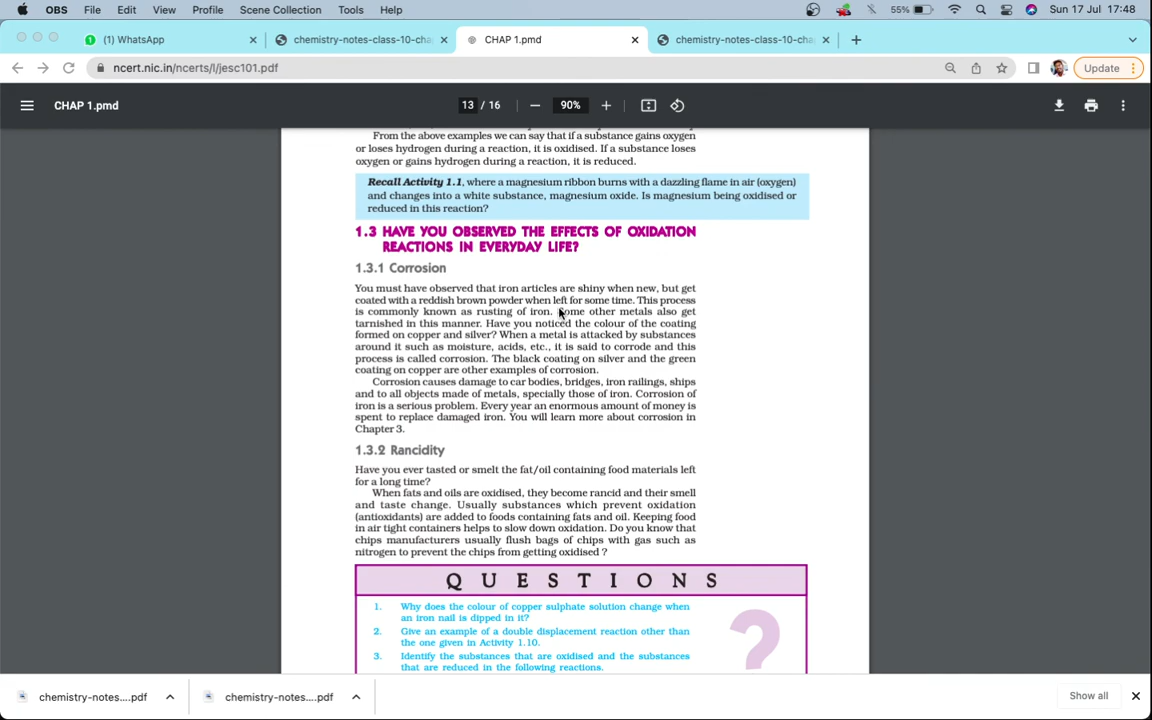 OBS File Edit View Profile Scene Collection Tools Help 55% Sun 17 Jul 17:48
(1) WhatsApp chemistry-notes-class-10-cha CHAP 1.pmd chemistry-notes-class-10-cha
ncert.nic.in/ncerts/l/jesc101.pdf Update
CHAP 1.pmd 13 / 16 90%
From the above examples we can say that if a substance gains oxygen
or loses hydrogen during a reaction, it is oxidised. If a substance loses
oxygen or gains hydrogen during a reaction, it is reduced.
Recall Activity 1.1, where a magnesium ribbon burns with a dazzling flame in air (oxygen)
and changes into a white substance, magnesium oxide. Is magnesium being oxidised or
reduced in this reaction?
1.3 HAVE YOU OBSERVED THE EFFECTS OF OXIDATION
REACTIONS IN EVERYDAY LIFE?
1.3.1 Corrosion
You must have observed that iron articles are shiny when new, but get
coated with a reddish brown powder when left for some time. This process
is commonly known as rusting of iron. Some other metals also get
tarnished in this manner. Have you noticed the colour of the coating
formed on copper and silver? When a metal is attacked by substances
around it such as moisture, acids, etc., it is said to corrode and this
process is called corrosion. The black coating on silver and the green
coating on copper are other examples of corrosion.
Corrosion causes damage to car bodies, bridges, iron railings, ships
and to all objects made of metals, specially those of iron. Corrosion of
iron is a serious problem. Every year an enormous amount of money is
spent to replace damaged iron. You will learn more about corrosion in
Chapter 3.
1.3.2 Rancidity
Have you ever tasted or smelt the fat/oil containing food materials left
for a long time?
When fats and oils are oxidised, they become rancid and their smell
and taste change. Usually substances which prevent oxidation
(antioxidants) are added to foods containing fats and oil. Keeping food
in air tight containers helps to slow down oxidation. Do you know that
chips manufacturers usually flush bags of chips with gas such as
nitrogen to prevent the chips from getting oxidised ?
Q U E S T I O N S
1. Why does the colour of copper sulphate solution change when
an iron nail is dipped in it?
2. Give an example of a double displacement reaction other than
the one given in Activity 1.10.
3. Identify the substances that are oxidised and the substances
that are reduced in the following reactions.
?
chemistry-notes....pdf chemistry-notes....pdf Show all